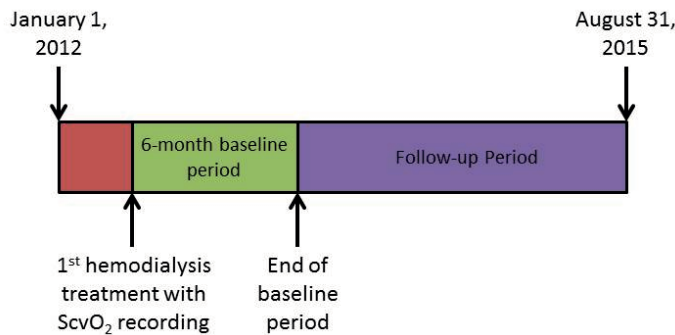 January 1,
2012
August 31,
2015
6-month baseline
period
Follow-up Period
1st hemodialysis
treatment with
ScvO2 recording
End of
baseline
period